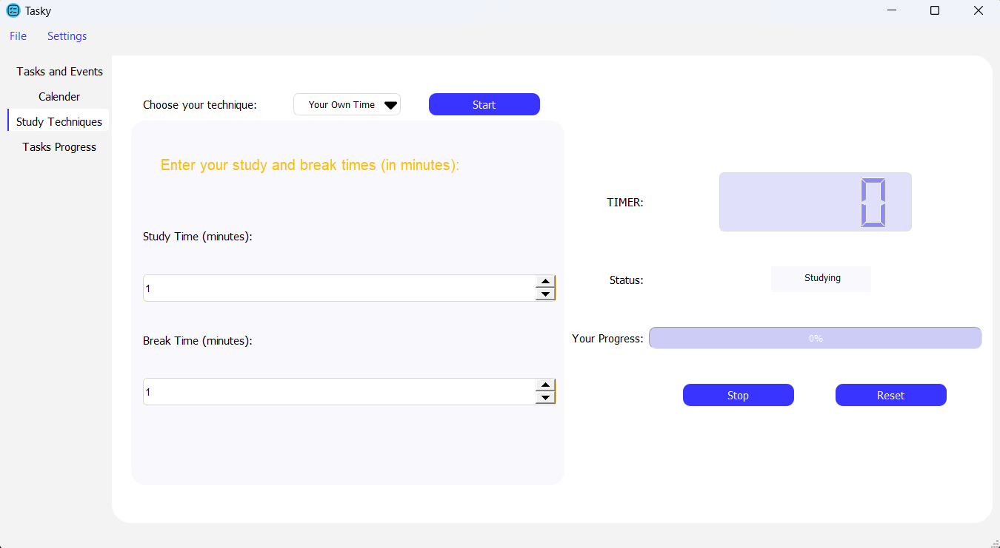 Tasky
File Settings
Tasks and Events
Calender
Study Techniques
Tasks Progress
Choose your technique: Your Own Time Start
Enter your study and break times (in minutes):
Study Time (minutes):
1
Break Time (minutes):
1
TIMER: 0
Status: Studying
Your Progress: 0%
Stop Reset